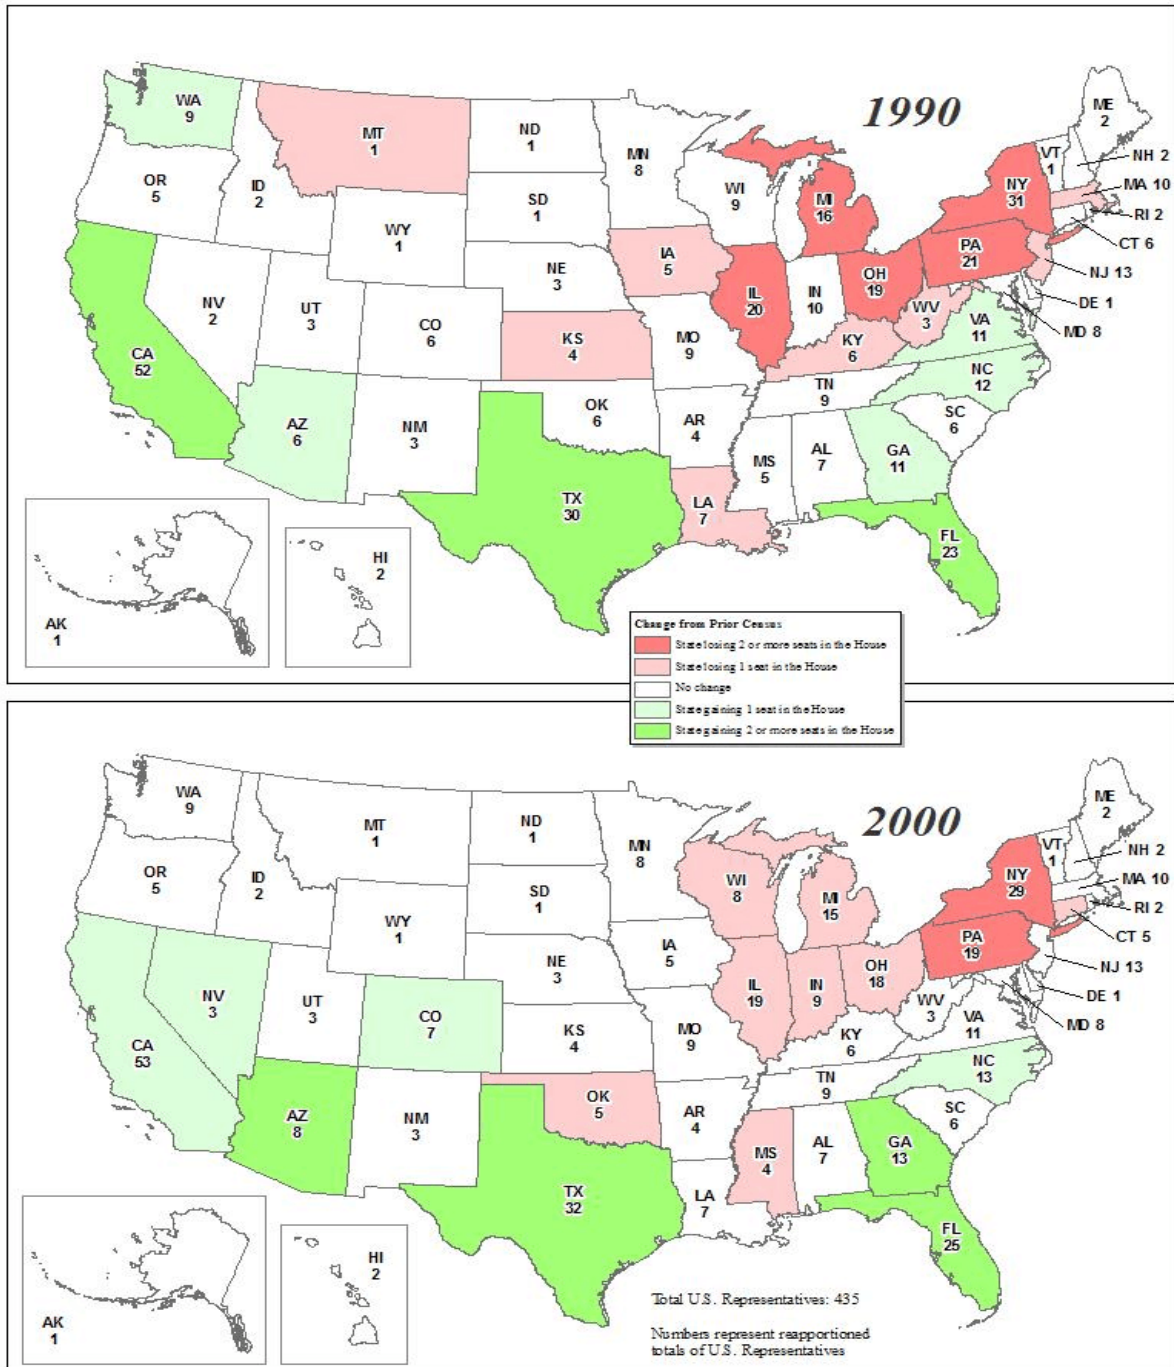 1990
WA
9
MT
1
ND
1
MN
8
ME
2
VT
1
NH 2
OR
5
ID
2
SD
1
WI
9
MI
16
NY
31
MA 10
RI 2
WY
1
IA
5
PA
21
CT 6
NJ 13
NE
3
IL
20
IN
10
OH
19
WV
3
VA
11
DE 1
MD 8
NV
2
UT
3
CO
6
KS
4
MO
9
KY
6
CA
52
NC
12
TN
9
AZ
6
NM
3
OK
6
AR
4
SC
6
MS
5
AL
7
GA
11
TX
30
LA
7
FL
23
HI
2
AK
1
Change from Prior Census
State losing 2 or more seats in the House
State losing 1 seat in the House
No change
State gaining 1 seat in the House
State gaining 2 or more seats in the House
2000
WA
9
MT
1
ND
1
MN
8
ME
2
VT
1
NH 2
OR
5
ID
2
SD
1
WI
8
MI
15
NY
29
MA 10
RI 2
WY
1
IA
5
PA
19
CT 5
NJ 13
NE
3
IL
19
IN
9
OH
18
WV
3
VA
11
DE 1
MD 8
NV
3
UT
3
CO
7
KS
4
MO
9
KY
6
CA
53
NC
13
TN
9
AZ
8
NM
3
OK
5
AR
4
SC
6
MS
4
AL
7
GA
13
TX
32
LA
7
FL
25
HI
2
AK
1
Total U.S. Representatives: 435
Numbers represent reapportioned
totals of U.S. Representatives